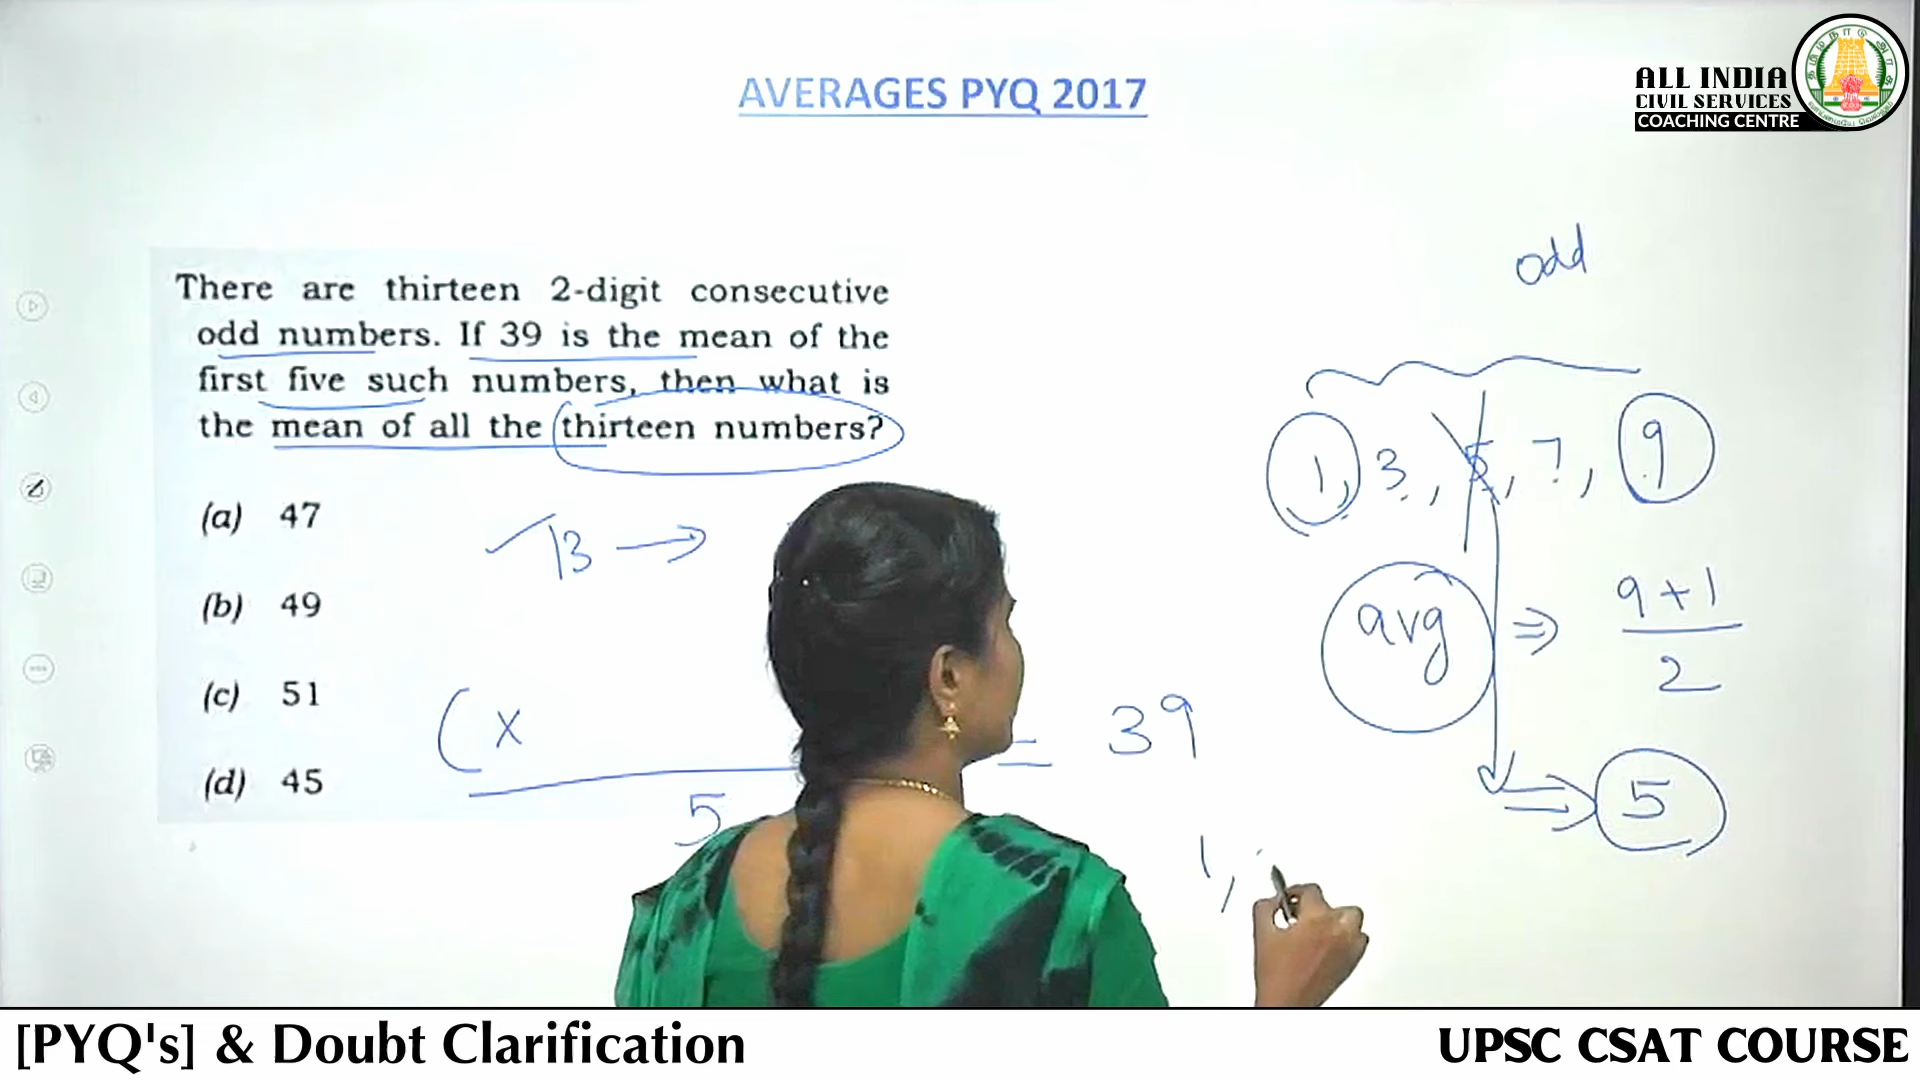 AVERAGES PYQ 2017
ALL INDIA
CIVIL SERVICES
COACHING CENTRE
There are thirteen 2-digit consecutive
odd numbers. If 39 is the mean of the
first five such numbers, then what is
the mean of all the thirteen numbers?
(a) 47
(b) 49
(c) 51
(d) 45
13 →
(x
5
= 39
odd
1, 3, 5, 7, 9
avg ⇒ 9+1
2
⇒ 5
1,
[PYQ's] & Doubt Clarification
UPSC CSAT COURSE